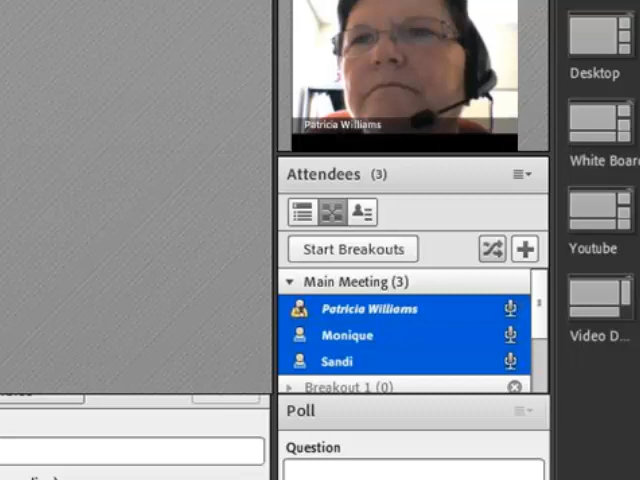 Patricia Williams
Desktop
Attendees (3)
White Boar
Start Breakouts
Youtube
Main Meeting (3)
Patricia Williams
Monique
Video D...
Sandi
Breakout 1 (0)
Poll
Question